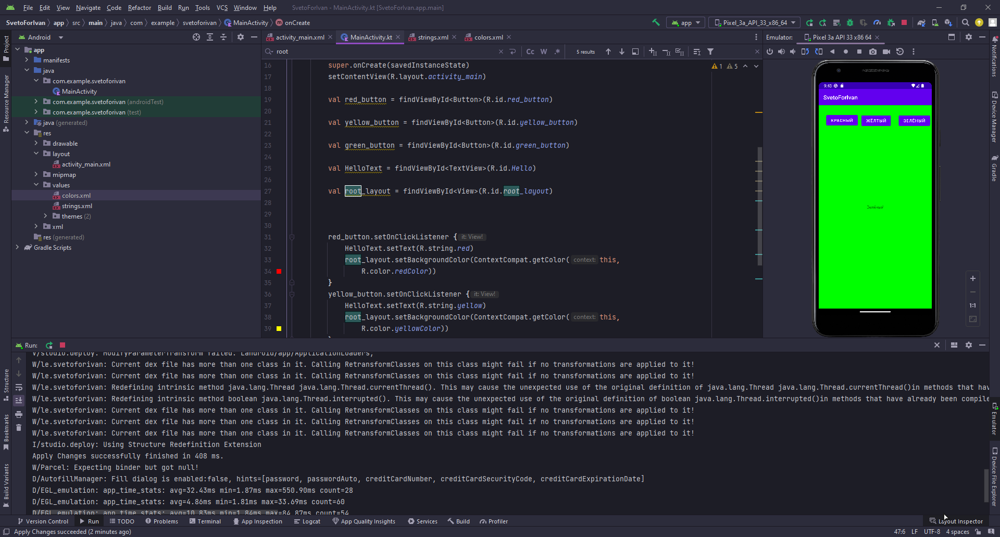 File Edit View Navigate Code Refactor Build Run Tools VCS Window Help SvetoForIvan - MainActivity.kt [SvetoForIvan.app.main]
SvetoForIvan app src main java com example svetoforivan MainActivity onCreate app Pixel_3a_API_33_x86_64
Android
activity_main.xml MainActivity.kt strings.xml colors.xml
Emulator: Pixel 3a API 33 x86 64
root Cc W .* 5 results
Project
Resource Manager
Structure
Bookmarks
Build Variants
app
manifests
java
com.example.svetoforivan
MainActivity
com.example.svetoforivan (androidTest)
com.example.svetoforivan (test)
java (generated)
res
drawable
layout
activity_main.xml
mipmap
values
colors.xml
strings.xml
themes (2)
xml
res (generated)
Gradle Scripts
1 5
16 super.onCreate(savedInstanceState)
17 setContentView(R.layout.activity_main)
18
19 val red_button = findViewById<Button>(R.id.red_button)
20
21 val yellow_button = findViewById<Button>(R.id.yellow_button)
22
23 val green_button = findViewById<Button>(R.id.green_button)
24
25 val HelloText = findViewById<TextView>(R.id.Hello)
26
27 val root_layout = findViewById<View>(R.id.root_layout)
28
29
30
31 red_button.setOnClickListener { it: View!
32 HelloText.setText(R.string.red)
33 root_layout.setBackgroundColor(ContextCompat.getColor( context: this,
34 R.color.redColor))
35 }
36 yellow_button.setOnClickListener { it: View!
37 HelloText.setText(R.string.yellow)
38 root_layout.setBackgroundColor(ContextCompat.getColor( context: this,
39 R.color.yellowColor))
9:43
SvetoForIvan
КРАСНЫЙ ЖЁЛТЫЙ ЗЕЛЁНЫЙ
Зелёный
1:1
Notifications
Device Manager
Gradle
Emulator
Device File Explorer
Run:
V/studio.deploy: ModifyParameterTransform failed: Landroid/app/ApplicationLoaders;
W/le.svetoforivan: Current dex file has more than one class in it. Calling RetransformClasses on this class might fail if no transformations are applied to it!
W/le.svetoforivan: Current dex file has more than one class in it. Calling RetransformClasses on this class might fail if no transformations are applied to it!
W/le.svetoforivan: Redefining intrinsic method java.lang.Thread java.lang.Thread.currentThread(). This may cause the unexpected use of the original definition of java.lang.Thread java.lang.Thread.currentThread()in methods that hav
W/le.svetoforivan: Redefining intrinsic method boolean java.lang.Thread.interrupted(). This may cause the unexpected use of the original definition of boolean java.lang.Thread.interrupted()in methods that have already been compile
W/le.svetoforivan: Current dex file has more than one class in it. Calling RetransformClasses on this class might fail if no transformations are applied to it!
W/le.svetoforivan: Current dex file has more than one class in it. Calling RetransformClasses on this class might fail if no transformations are applied to it!
W/le.svetoforivan: Current dex file has more than one class in it. Calling RetransformClasses on this class might fail if no transformations are applied to it!
I/studio.deploy: Using Structure Redefinition Extension
Apply Changes successfully finished in 408 ms.
W/Parcel: Expecting binder but got null!
D/AutofillManager: Fill dialog is enabled:false, hints=[password, passwordAuto, creditCardNumber, creditCardSecurityCode, creditCardExpirationDate]
D/EGL_emulation: app_time_stats: avg=32.43ms min=1.87ms max=550.90ms count=28
D/EGL_emulation: app_time_stats: avg=4.86ms min=1.81ms max=33.69ms count=60
D/EGL_emulation: app_time_stats: avg=10.83ms min=1.84ms max=84.87ms count=54
Version Control Run TODO Problems Terminal App Inspection Logcat App Quality Insights Services Build Profiler Layout Inspector
Apply Changes succeeded (2 minutes ago) 47:6 LF UTF-8 4 spaces